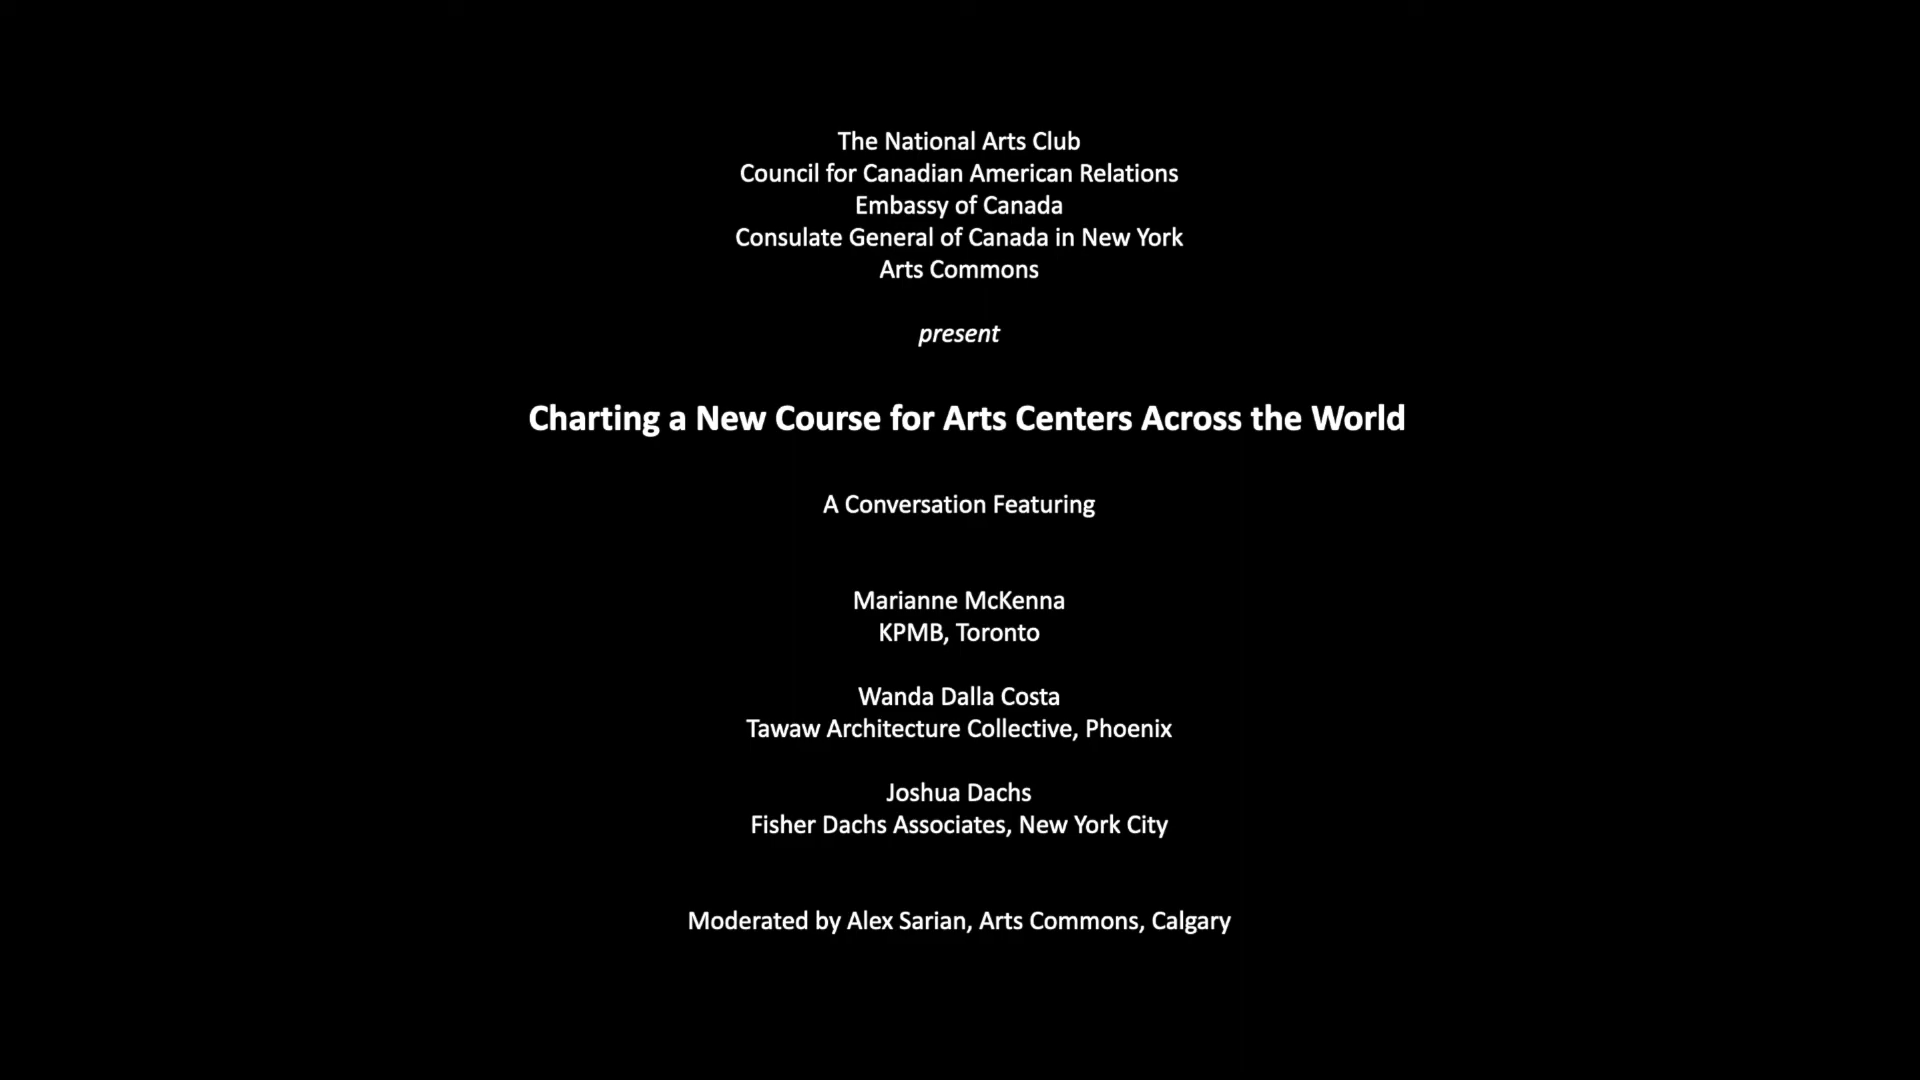 The National Arts Club
Council for Canadian American Relations
Embassy of Canada
Consulate General of Canada in New York
Arts Commons
present
Charting a New Course for Arts Centers Across the World
A Conversation Featuring
Marianne McKenna
KPMB, Toronto
Wanda Dalla Costa
Tawaw Architecture Collective, Phoenix
Joshua Dachs
Fisher Dachs Associates, New York City
Moderated by Alex Sarian, Arts Commons, Calgary